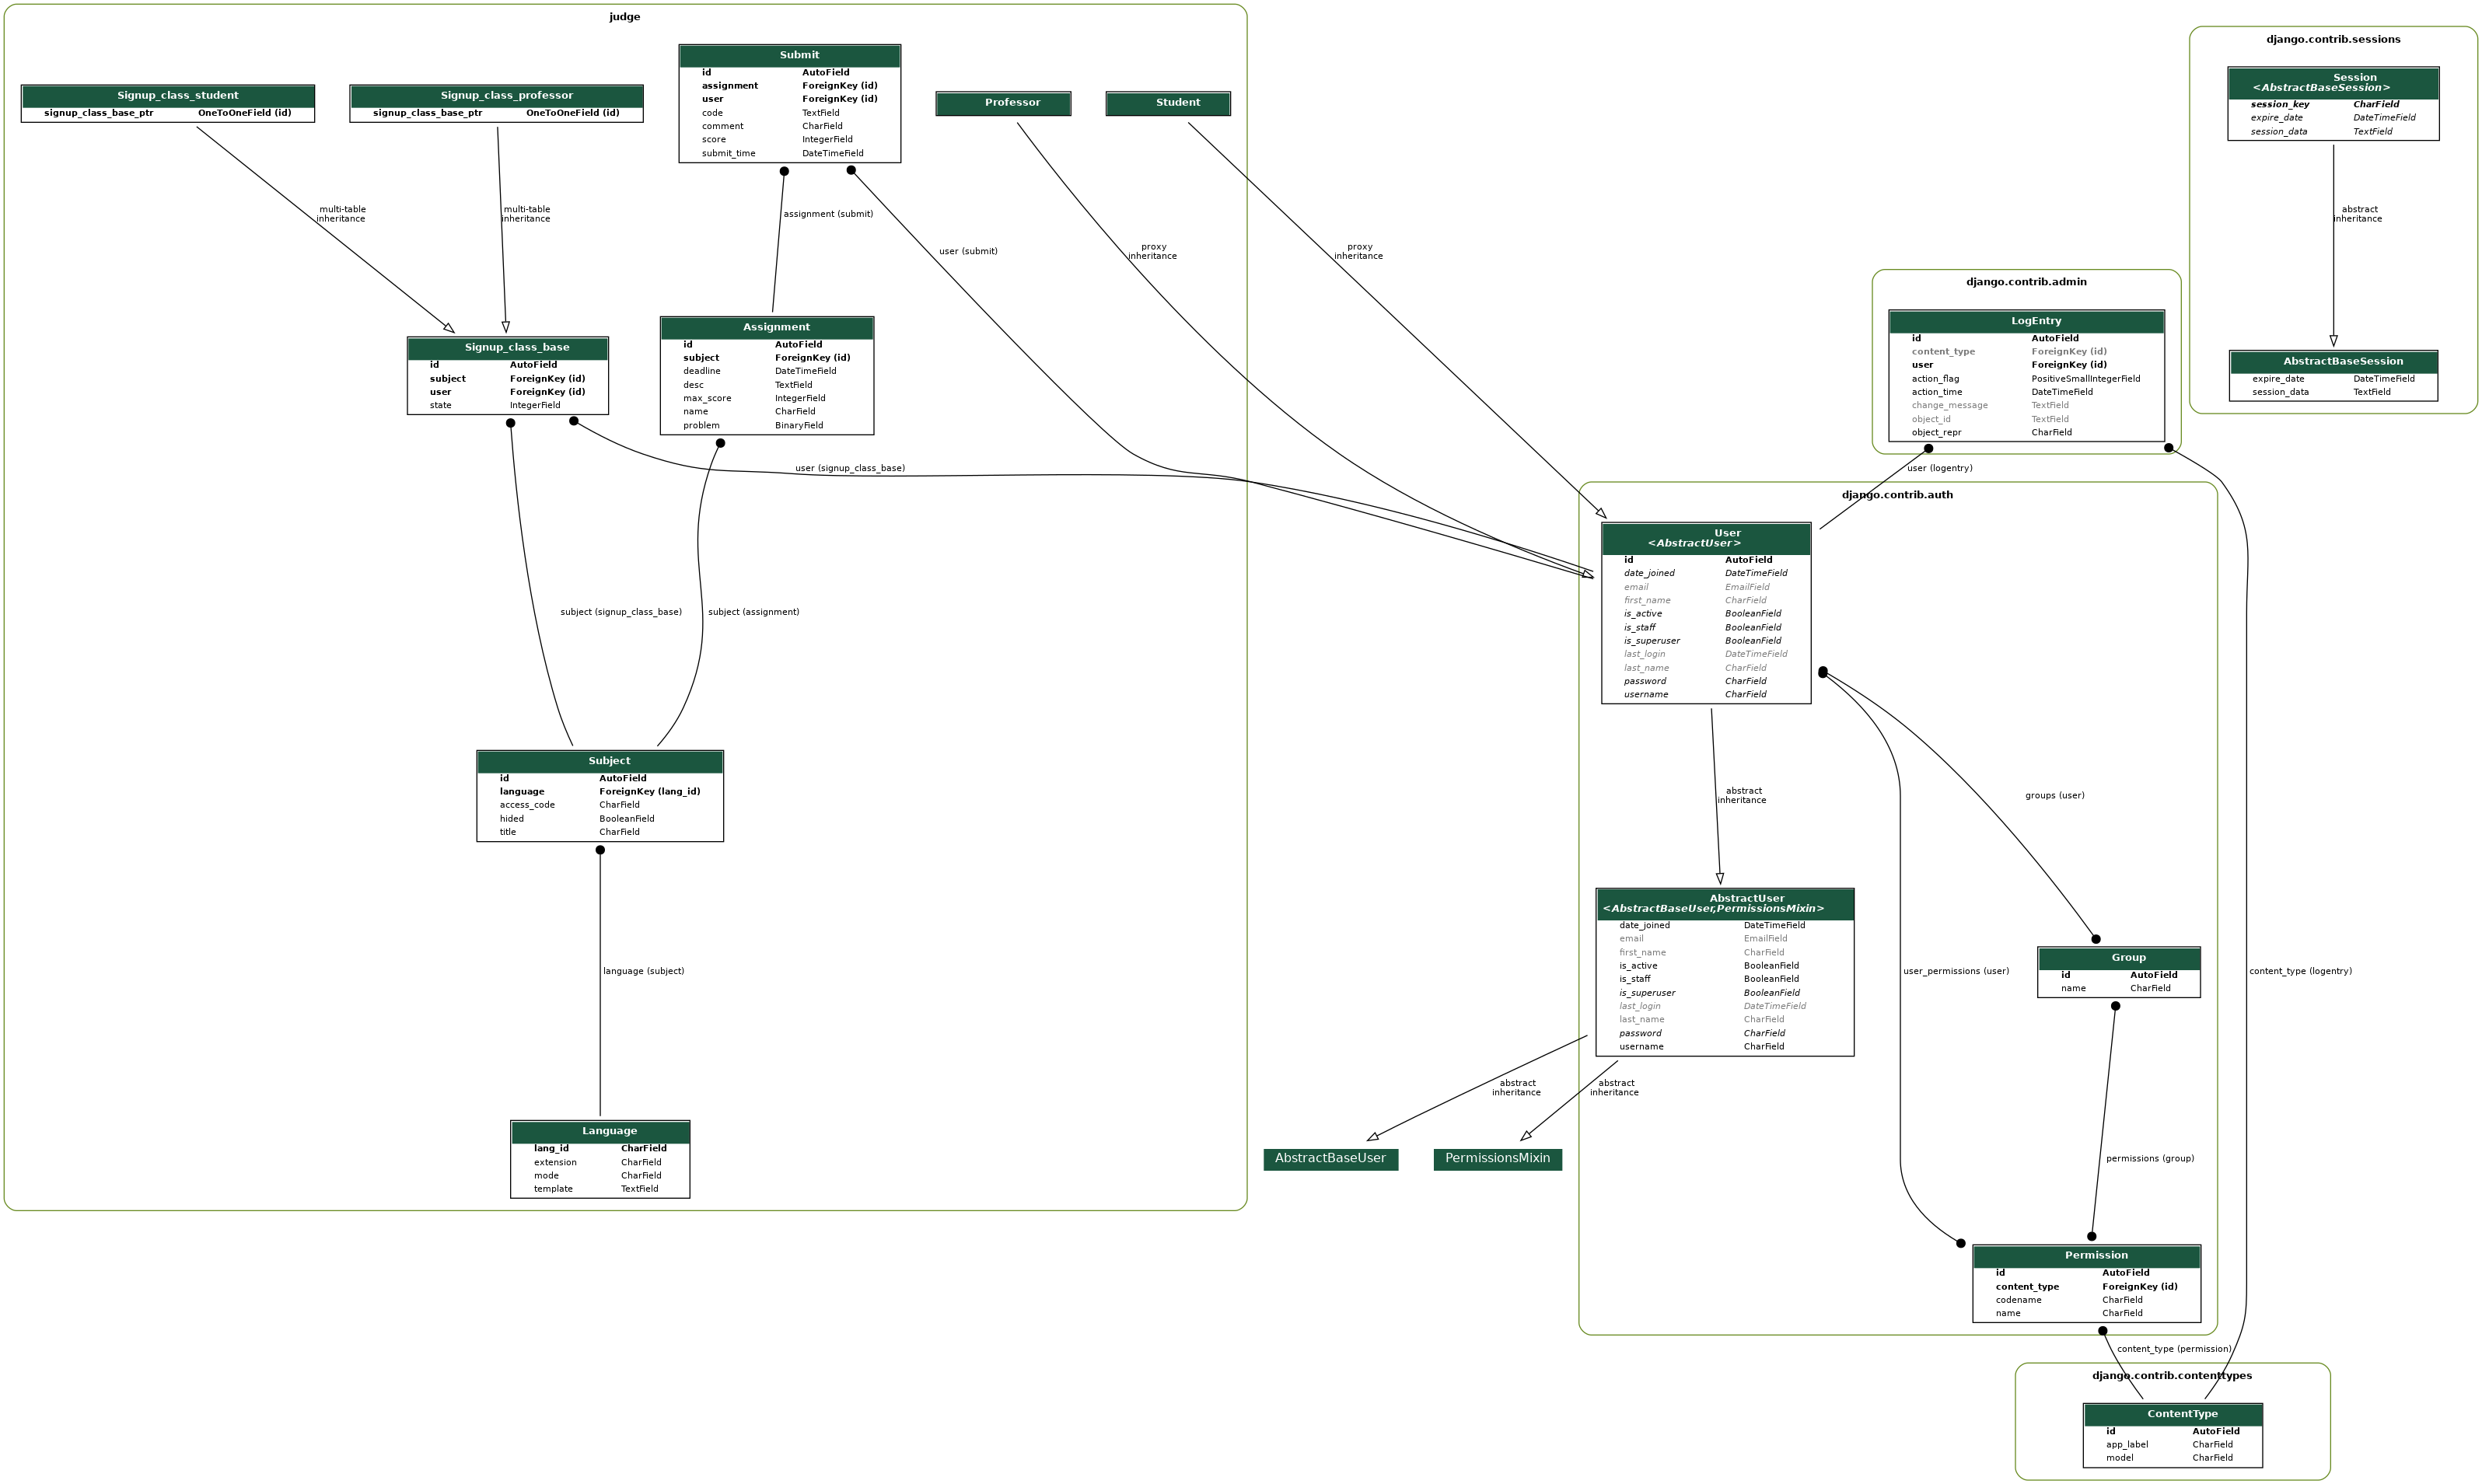 judge
Signup_class_student
signup_class_base_ptr OneToOneField (id)
Signup_class_professor
signup_class_base_ptr OneToOneField (id)
Submit
id AutoField
assignment ForeignKey (id)
user ForeignKey (id)
code TextField
comment CharField
score IntegerField
submit_time DateTimeField
Professor
Student
multi-table
inheritance
multi-table
inheritance
assignment (submit)
user (submit)
proxy
inheritance
proxy
inheritance
Signup_class_base
id AutoField
subject ForeignKey (id)
user ForeignKey (id)
state IntegerField
Assignment
id AutoField
subject ForeignKey (id)
deadline DateTimeField
desc TextField
max_score IntegerField
name CharField
problem BinaryField
user (signup_class_base)
subject (signup_class_base)
subject (assignment)
Subject
id AutoField
language ForeignKey (lang_id)
access_code CharField
hided BooleanField
title CharField
language (subject)
Language
lang_id CharField
extension CharField
mode CharField
template TextField
django.contrib.sessions
Session
<AbstractBaseSession>
session_key CharField
expire_date DateTimeField
session_data TextField
abstract
inheritance
AbstractBaseSession
expire_date DateTimeField
session_data TextField
django.contrib.admin
LogEntry
id AutoField
content_type ForeignKey (id)
user ForeignKey (id)
action_flag PositiveSmallIntegerField
action_time DateTimeField
change_message TextField
object_id TextField
object_repr CharField
user (logentry)
django.contrib.auth
User
<AbstractUser>
id AutoField
date_joined DateTimeField
email EmailField
first_name CharField
is_active BooleanField
is_staff BooleanField
is_superuser BooleanField
last_login DateTimeField
last_name CharField
password CharField
username CharField
abstract
inheritance
groups (user)
AbstractUser
<AbstractBaseUser,PermissionsMixin>
date_joined DateTimeField
email EmailField
first_name CharField
is_active BooleanField
is_staff BooleanField
is_superuser BooleanField
last_login DateTimeField
last_name CharField
password CharField
username CharField
user_permissions (user)
Group
id AutoField
name CharField
content_type (logentry)
abstract
inheritance
abstract
inheritance
AbstractBaseUser
PermissionsMixin
permissions (group)
Permission
id AutoField
content_type ForeignKey (id)
codename CharField
name CharField
content_type (permission)
django.contrib.contenttypes
ContentType
id AutoField
app_label CharField
model CharField